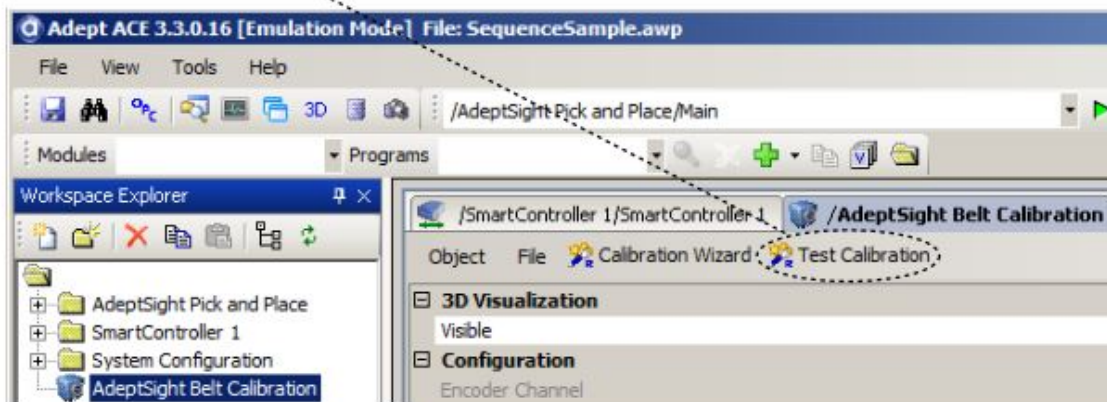 Adept ACE 3.3.0.16 [Emulation Mode] File: SequenceSample.awp
File View Tools Help
OPC 3D /AdeptSight Pick and Place/Main
Modules Programs
Workspace Explorer
/SmartController 1/SmartController 1 /AdeptSight Belt Calibration
Object File Calibration Wizard Test Calibration
AdeptSight Pick and Place
SmartController 1
System Configuration
AdeptSight Belt Calibration
3D Visualization
Visible
Configuration
Encoder Channel